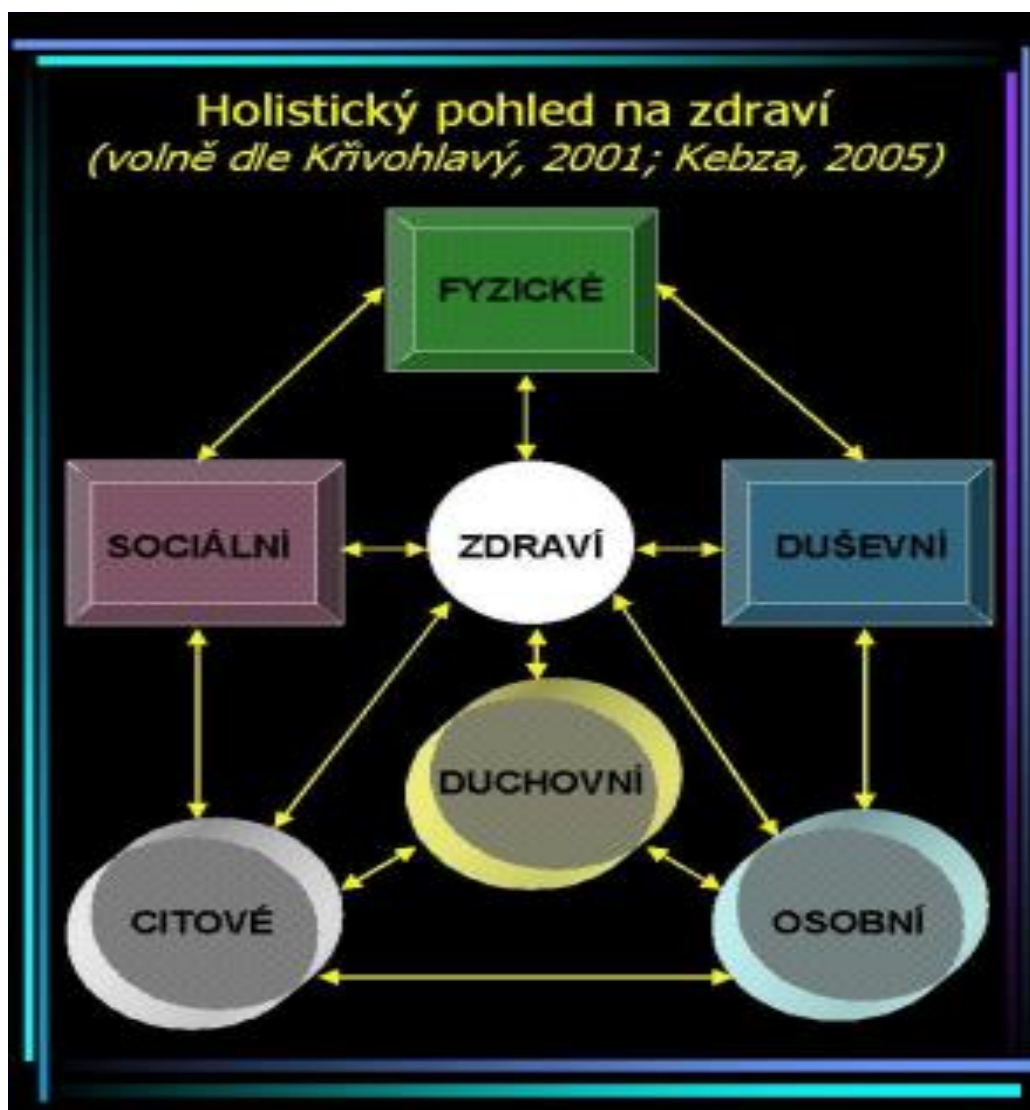 Holistický pohled na zdraví
(volně dle Křivohlavý, 2001; Kebza, 2005)
FYZICKÉ
SOCIÁLNÍ
ZDRAVÍ
DUŠEVNÍ
DUCHOVNÍ
CITOVÉ
OSOBNÍ